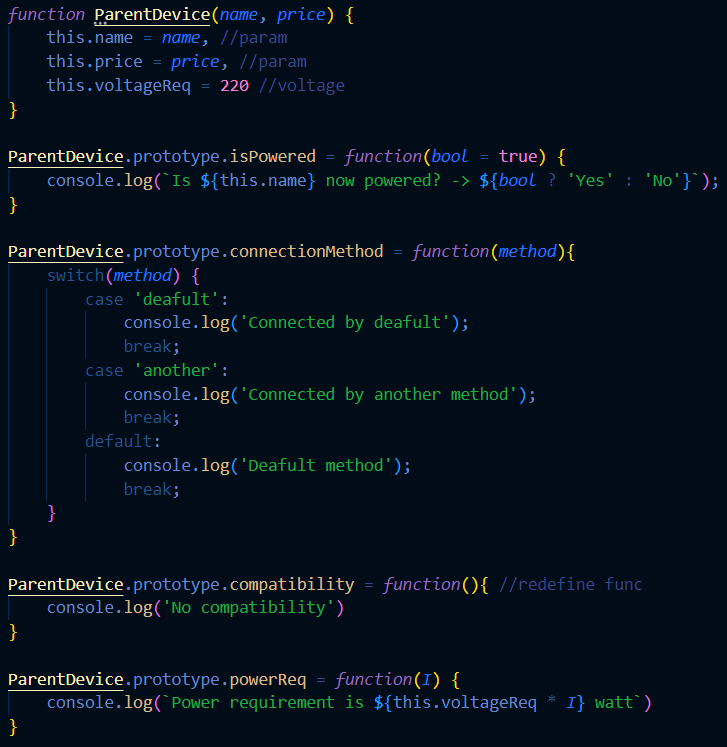 function ParentDevice(name, price) {
    this.name = name, //param
    this.price = price, //param
    this.voltageReq = 220 //voltage
}
ParentDevice.prototype.isPowered = function(bool = true) {
    console.log(`Is ${this.name} now powered? -> ${bool ? 'Yes' : 'No'}`);
}
ParentDevice.prototype.connectionMethod = function(method){
    switch(method) {
        case 'deafult':
            console.log('Connected by deafult');
            break;
        case 'another':
            console.log('Connected by another method');
            break;
        default:
            console.log('Deafult method');
            break;
    }
}
ParentDevice.prototype.compatibility = function(){ //redefine func
    console.log('No compatibility')
}
ParentDevice.prototype.powerReq = function(I) {
    console.log(`Power requirement is ${this.voltageReq * I} watt`)
}